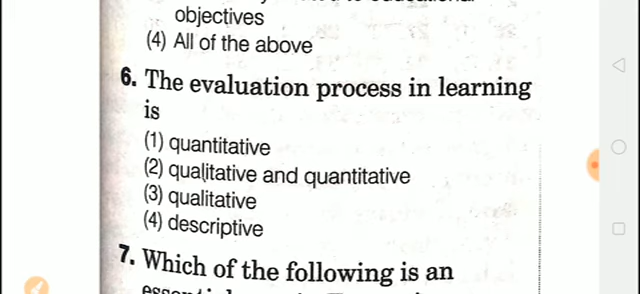 objectives
(4) All of the above
6. The evaluation process in learning
is
(1) quantitative
(2) qualitative and quantitative
(3) qualitative
(4) descriptive
7. Which of the following is an